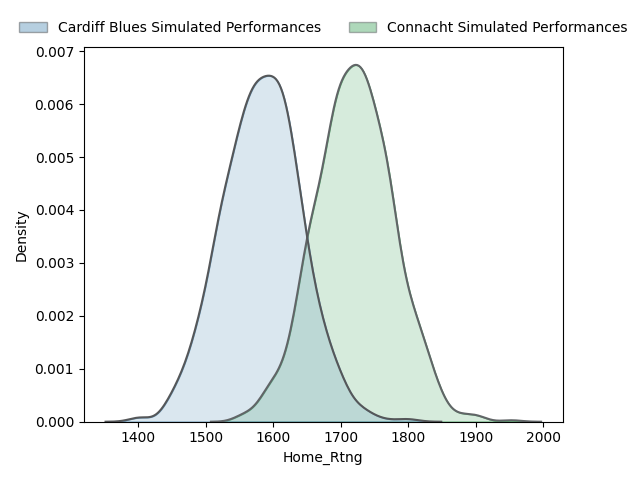 Cardiff Blues Simulated Performances Connacht Simulated Performances
0.007
0.006
0.005
0.004
0.003
0.002
0.001
0.000
Density
1400 1500 1600 1700 1800 1900 2000
Home_Rtng